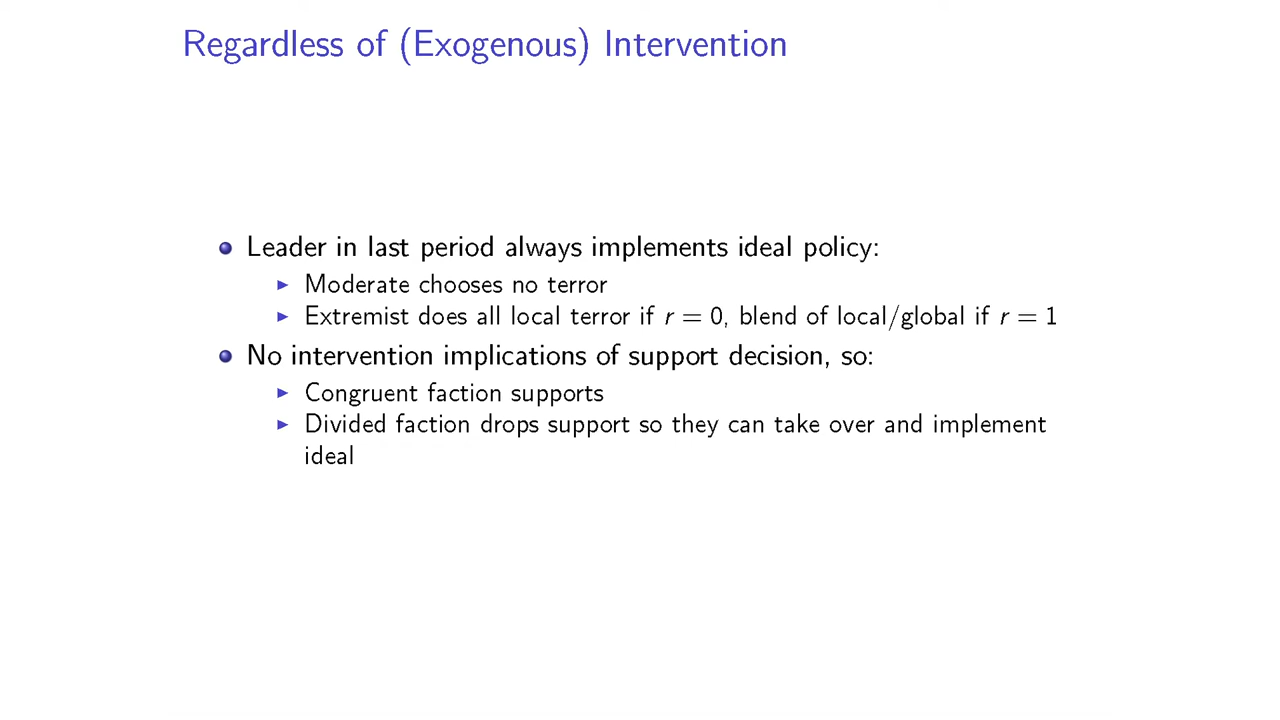 Regardless of (Exogenous) Intervention
Leader in last period always implements ideal policy:
Moderate chooses no terror
Extremist does all local terror if r = 0, blend of local/global if r = 1
No intervention implications of support decision, so:
Congruent faction supports
Divided faction drops support so they can take over and implement
ideal